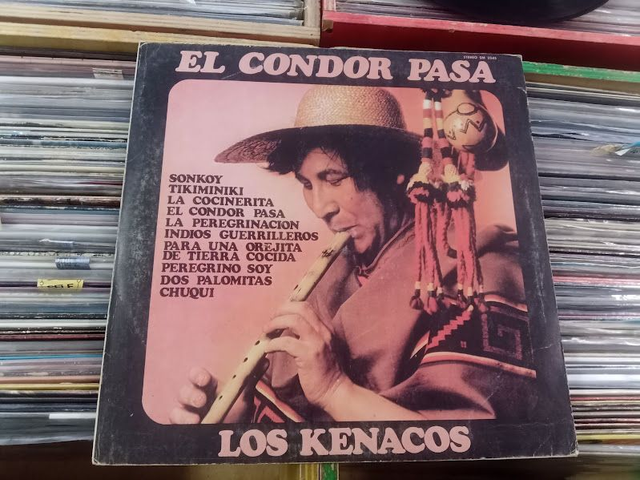 EL CONDOR PASA
SONKOY
TIKIMINIKI
LA COCINERITA
EL CONDOR PASA
LA PEREGRINACION
INDIOS GUERRILLEROS
PARA UNA OREJITA
DE TIERRA COCIDA
PEREGRINO SOY
DOS PALOMITAS
CHUQUI
LOS KENACOS